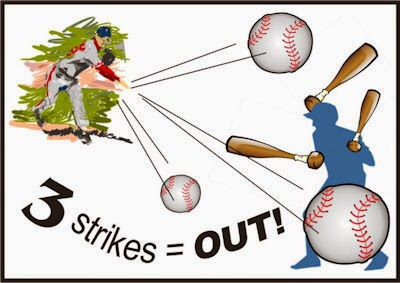 3 strikes = OUT!